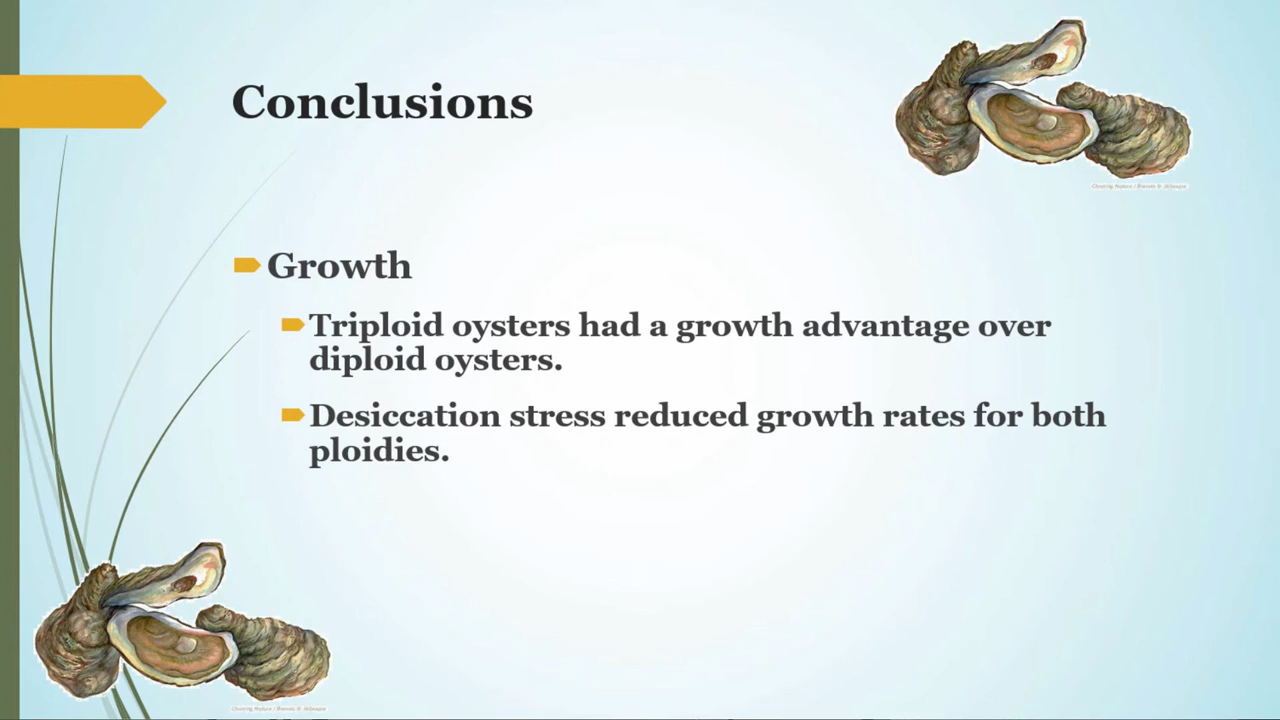 Conclusions
Growth
Triploid oysters had a growth advantage over
diploid oysters.
Desiccation stress reduced growth rates for both
ploidies.